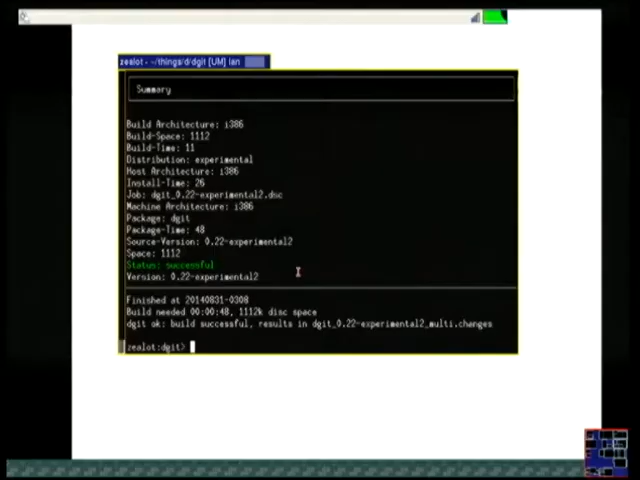 zealot - ~/things/d/dgit [UM] ian
Summary
Build Architecture: i386
Build-Space: 1112
Build-Time: 11
Distribution: experimental
Host Architecture: i386
Install-Time: 26
Job: dgit_0.22~experimental2.dsc
Machine Architecture: i386
Package: dgit
Package-Time: 48
Source-Version: 0.22~experimental2
Space: 1112
Status: successful
Version: 0.22~experimental2
Finished at 20140831-0308
Build needed 00:00:48, 1112k disc space
dgit ok: build successful, results in dgit_0.22~experimental2_multi.changes
zealot:dgit>